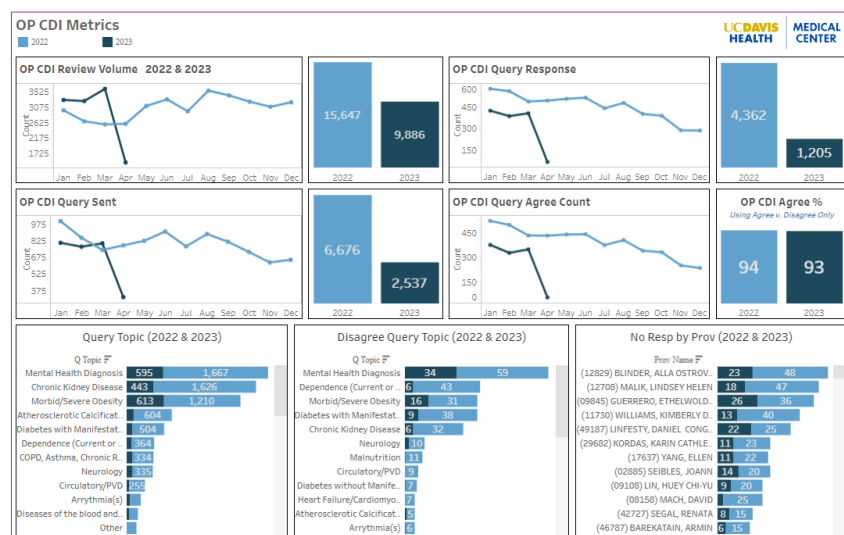 OP CDI Metrics
2022 2023
UCDAVIS HEALTH MEDICAL CENTER
OP CDI Review Volume 2022 & 2023
Count
3525
3075
2625
2175
1725
Jan Feb Mar Apr May Jun Jul Aug Sep Oct Nov Dec
15,647 9,886
2022 2023
OP CDI Query Response
Count
600
450
300
150
Jan Feb Mar Apr May Jun Jul Aug Sep Oct Nov Dec
4,362 1,205
2022 2023
OP CDI Query Sent
Count
975
825
675
525
375
Jan Feb Mar Apr May Jun Jul Aug Sep Oct Nov Dec
6,676 2,537
2022 2023
OP CDI Query Agree Count
Count
450
300
150
0
Jan Feb Mar Apr May Jun Jul Aug Sep Oct Nov Dec
OP CDI Agree %
Using Agree v. Disagree Only
94 93
2022 2023
Query Topic (2022 & 2023)
Q Topic
Mental Health Diagnosis 595 1,667
Chronic Kidney Disease 443 1,626
Morbid/Severe Obesity 613 1,210
Atherosclerotic Calcificat.. 604
Diabetes with Manifestat.. 504
Dependence (Current or .. 364
COPD, Asthma, Chronic R.. 334
Neurology 335
Circulatory/PVD 255
Arrythmia(s)
Diseases of the blood and..
Other
Disagree Query Topic (2022 & 2023)
Q Topic
Mental Health Diagnosis 34 59
Dependence (Current or .. 6 43
Morbid/Severe Obesity 16 31
Diabetes with Manifestat.. 9 38
Chronic Kidney Disease 6 32
Neurology 10
Malnutrition 11
Circulatory/PVD 9
Diabetes without Manife.. 7
Heart Failure/Cardiomyo.. 7
Atherosclerotic Calcificat.. 5
Arrythmia(s) 6
No Resp by Prov (2022 & 2023)
Prov Name
(12829) BLINDER, ALLA OSTROV.. 23 48
(12708) MALIK, LINDSEY HELEN 18 47
(09845) GUERRERO, ETHELWOLD.. 26 36
(11730) WILLIAMS, KIMBERLY D.. 13 40
(49187) LINFESTY, DANIEL CONG.. 22 25
(29682) KORDAS, KARIN CATHLE.. 11 23
(17637) YANG, ELLEN 11 22
(02885) SEIBLES, JOANN 14 20
(09108) LIN, HUEY CHI-YU 9 20
(08158) MACH, DAVID 25
(42727) SEGAL, RENATA 8 15
(46787) BAREKATAIN, ARMIN 6 15